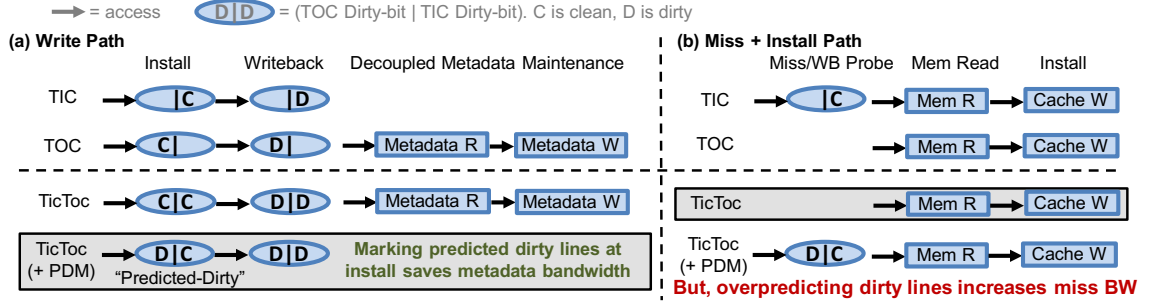 = access D|D = (TOC Dirty-bit | TIC Dirty-bit). C is clean, D is dirty
(a) Write Path
Install Writeback Decoupled Metadata Maintenance
TIC |C |D
TOC C| D| Metadata R Metadata W
TicToc C|C D|D Metadata R Metadata W
TicToc (+ PDM) D|C D|D
"Predicted-Dirty"
Marking predicted dirty lines at
install saves metadata bandwidth
(b) Miss + Install Path
Miss/WB Probe Mem Read Install
TIC |C Mem R Cache W
TOC Mem R Cache W
TicToc Mem R Cache W
TicToc (+ PDM) D|C Mem R Cache W
But, overpredicting dirty lines increases miss BW